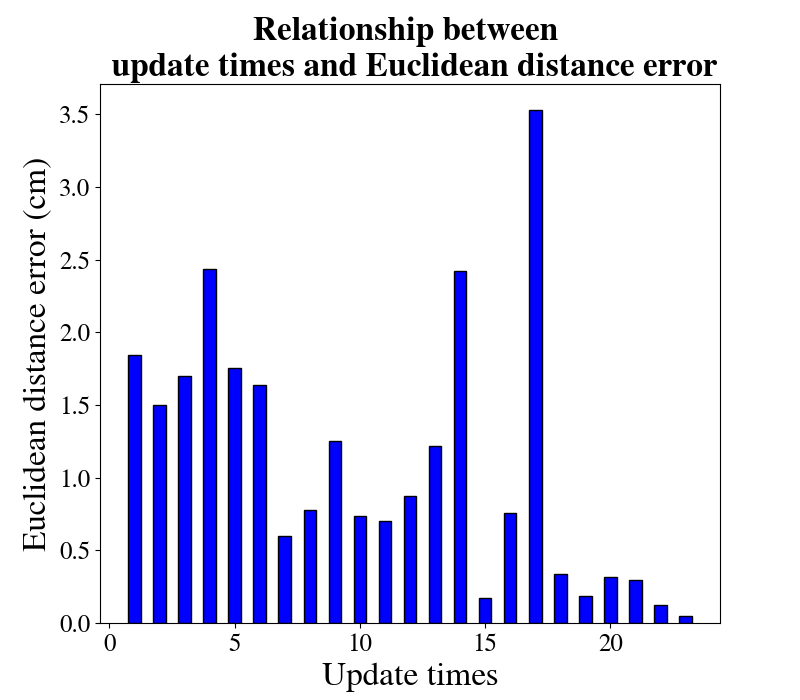 Relationship between
update times and Euclidean distance error
Euclidean distance error (cm)
3.5
3.0
2.5
2.0
1.5
1.0
0.5
0.0
0 5 10 15 20
Update times